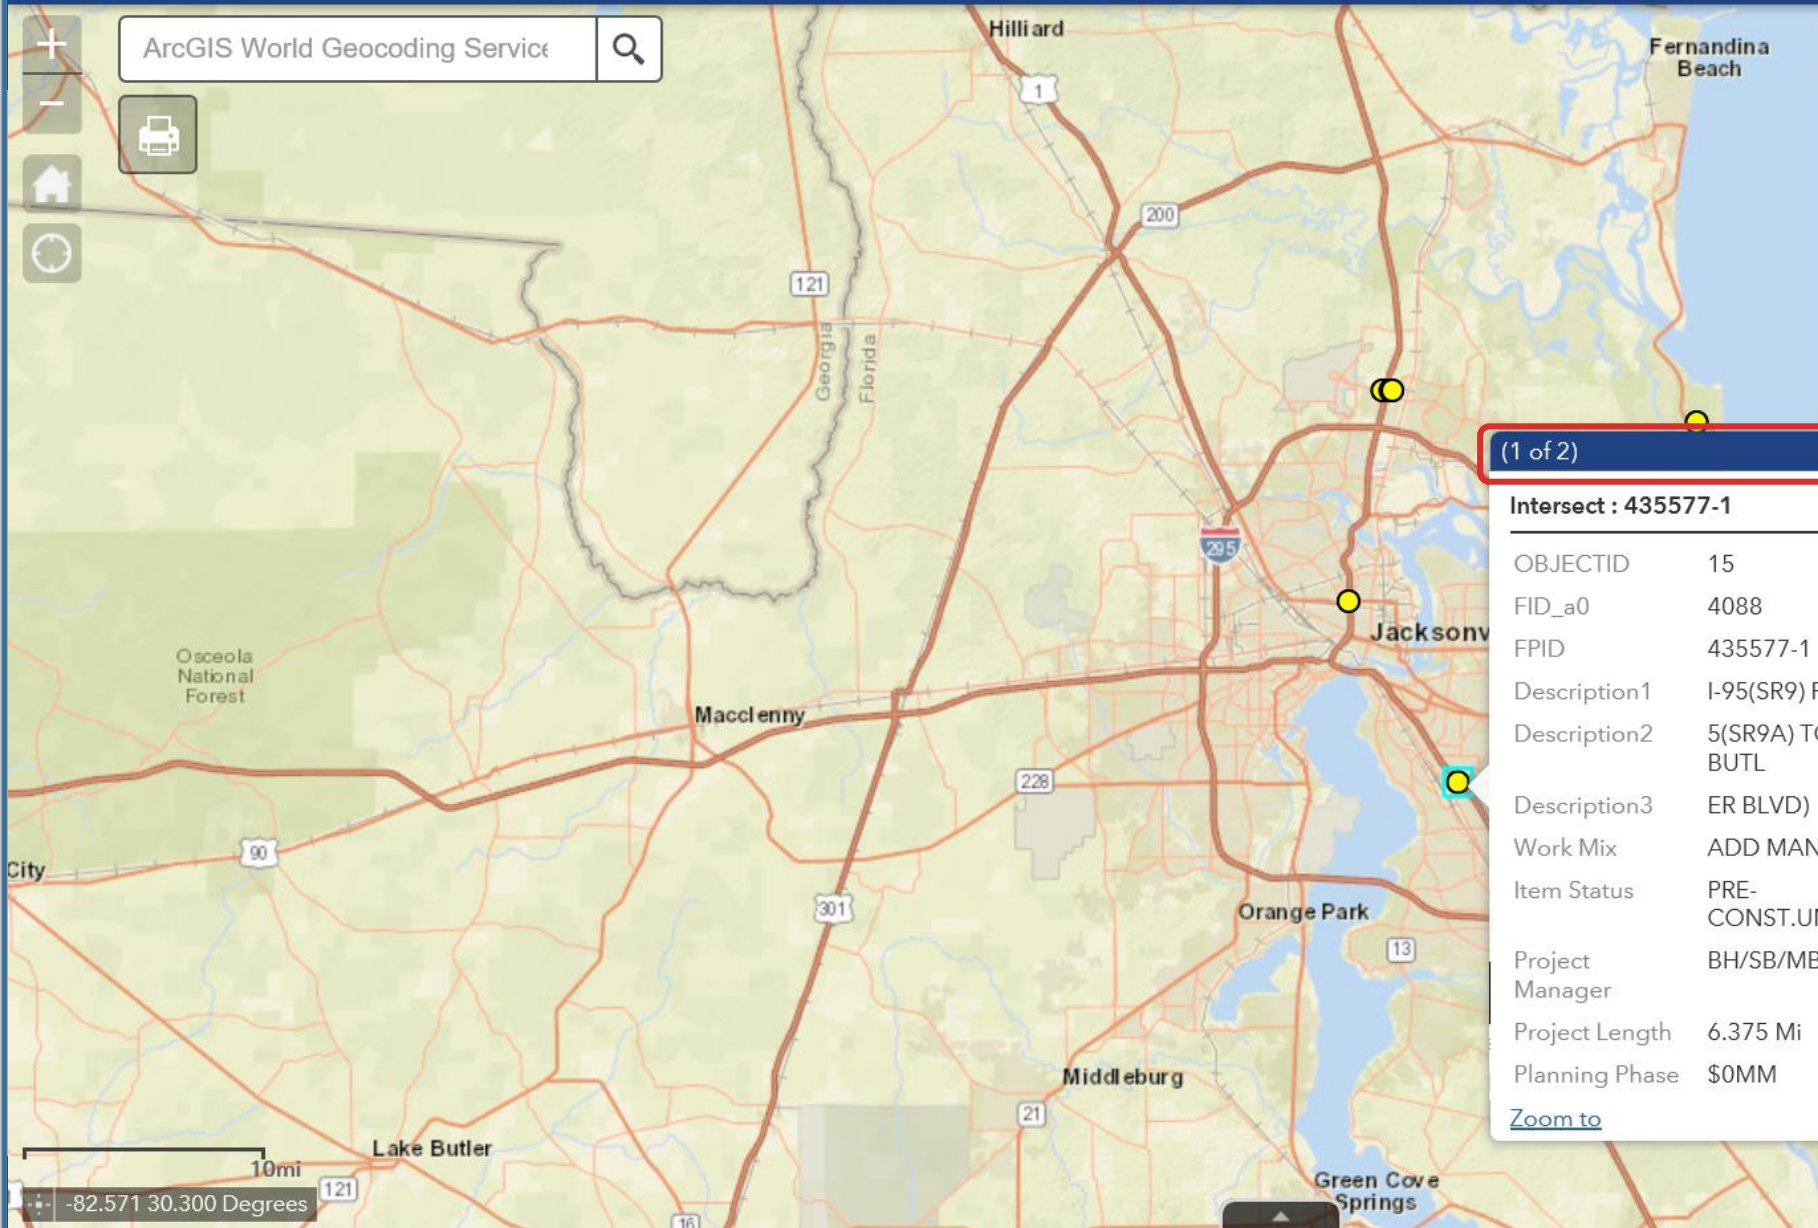 +
ArcGIS World Geocoding Service
−
Hilliard
Fernandina
Beach
1
200
121
Georgia
Florida
(1 of 2)
Intersect : 435577-1
295
OBJECTID 15
FID_a0 4088
Jacksonv
FPID 435577-1
Osceola
National
Forest
Description1 I-95(SR9)
Macclenny
Description2 5(SR9A)
BUTL
228
Description3 ER BLVD)
90
Work Mix ADD MAN
City
Item Status PRE-
CONST.
301
Orange Park
13
Project
Manager
BH/SB/MB
Project Length 6.375 Mi
Middleburg
Planning Phase $0MM
21
Zoom to
Lake Butler
10mi
121
Green Cove
Springs
-82.571 30.300 Degrees
16